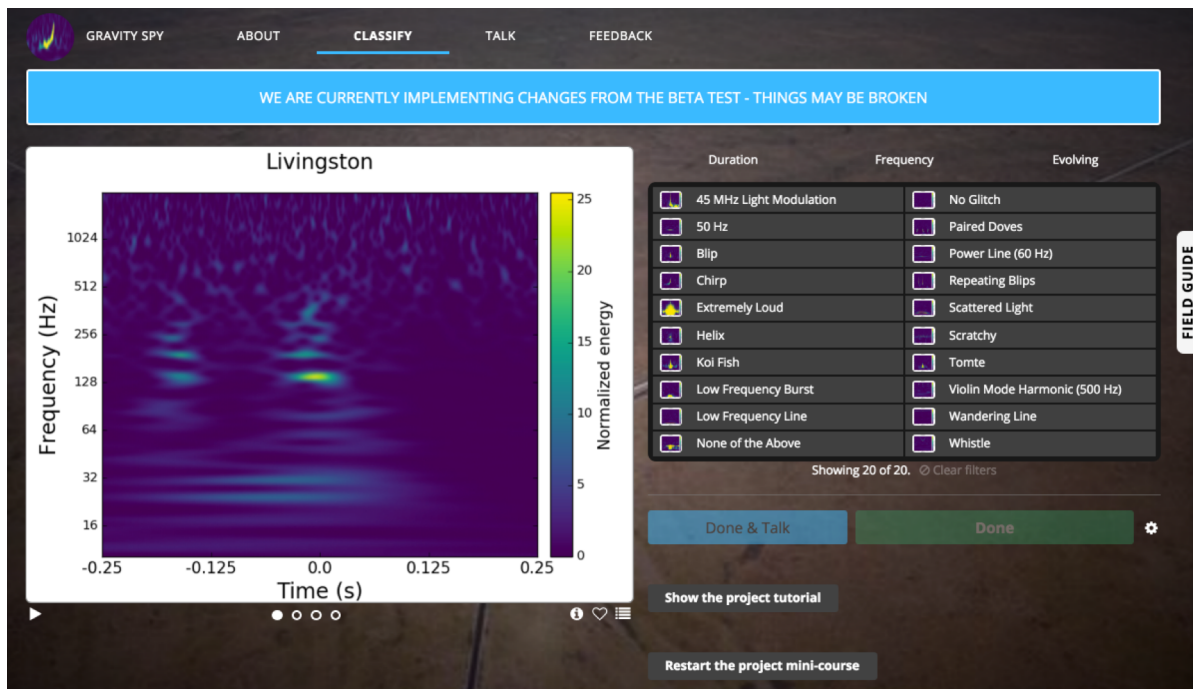 GRAVITY SPY ABOUT CLASSIFY TALK FEEDBACK
WE ARE CURRENTLY IMPLEMENTING CHANGES FROM THE BETA TEST - THINGS MAY BE BROKEN
Livingston
1024
512
256
128
64
32
16
Frequency (Hz)
-0.25 -0.125 0.0 0.125 0.25
Time (s)
25
20
15
10
5
0
Normalized energy
Duration Frequency Evolving
45 MHz Light Modulation No Glitch
50 Hz Paired Doves
Blip Power Line (60 Hz)
Chirp Repeating Blips
Extremely Loud Scattered Light
Helix Scratchy
Koi Fish Tomte
Low Frequency Burst Violin Mode Harmonic (500 Hz)
Low Frequency Line Wandering Line
None of the Above Whistle
Showing 20 of 20. Clear filters
Done & Talk Done
Show the project tutorial
Restart the project mini-course
FIELD GUIDE